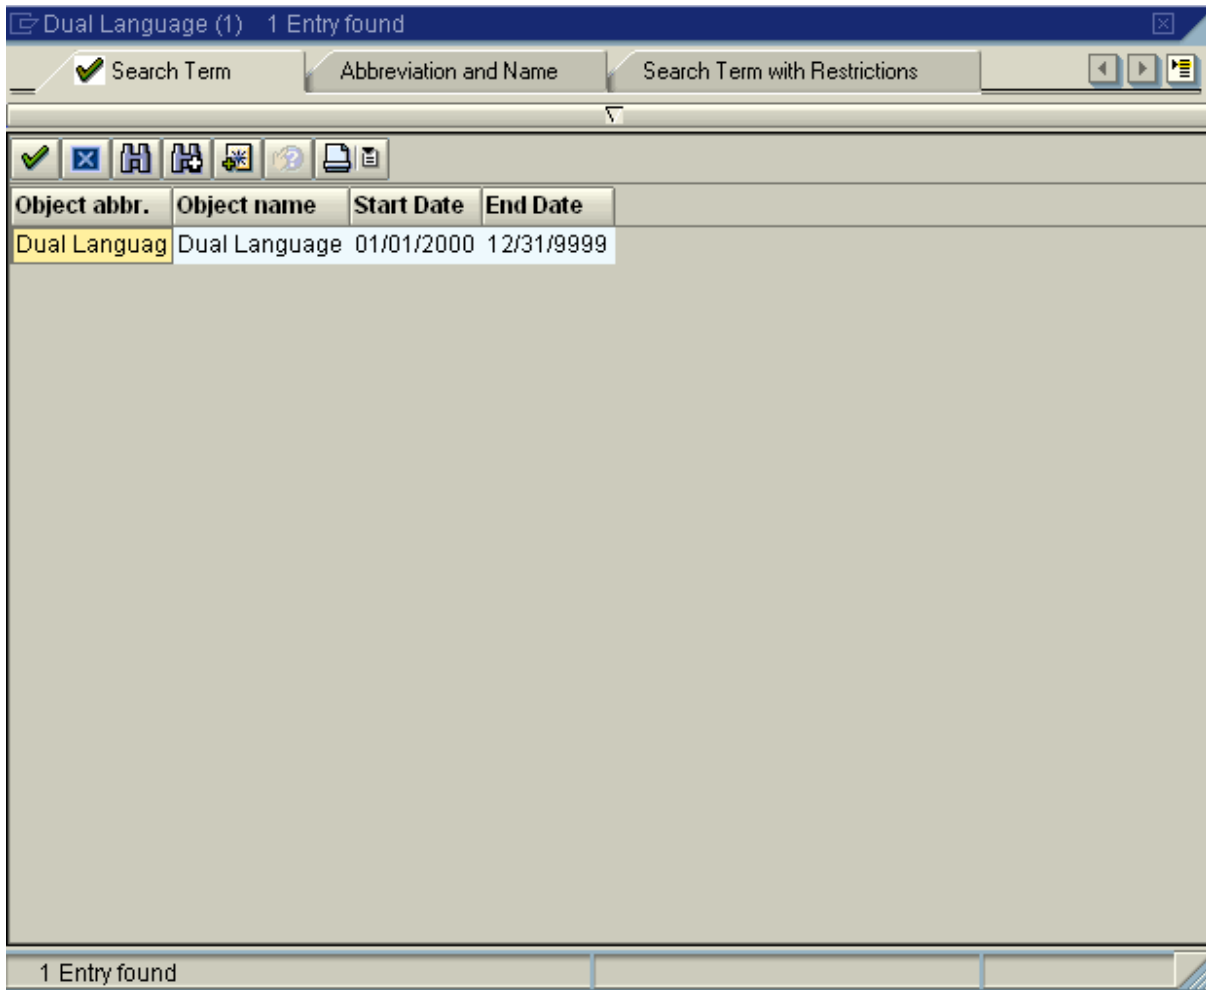 Dual Language (1) 1 Entry found
Search Term Abbreviation and Name Search Term with Restrictions
Object abbr. Object name Start Date End Date
Dual Languag Dual Language 01/01/2000 12/31/9999
1 Entry found